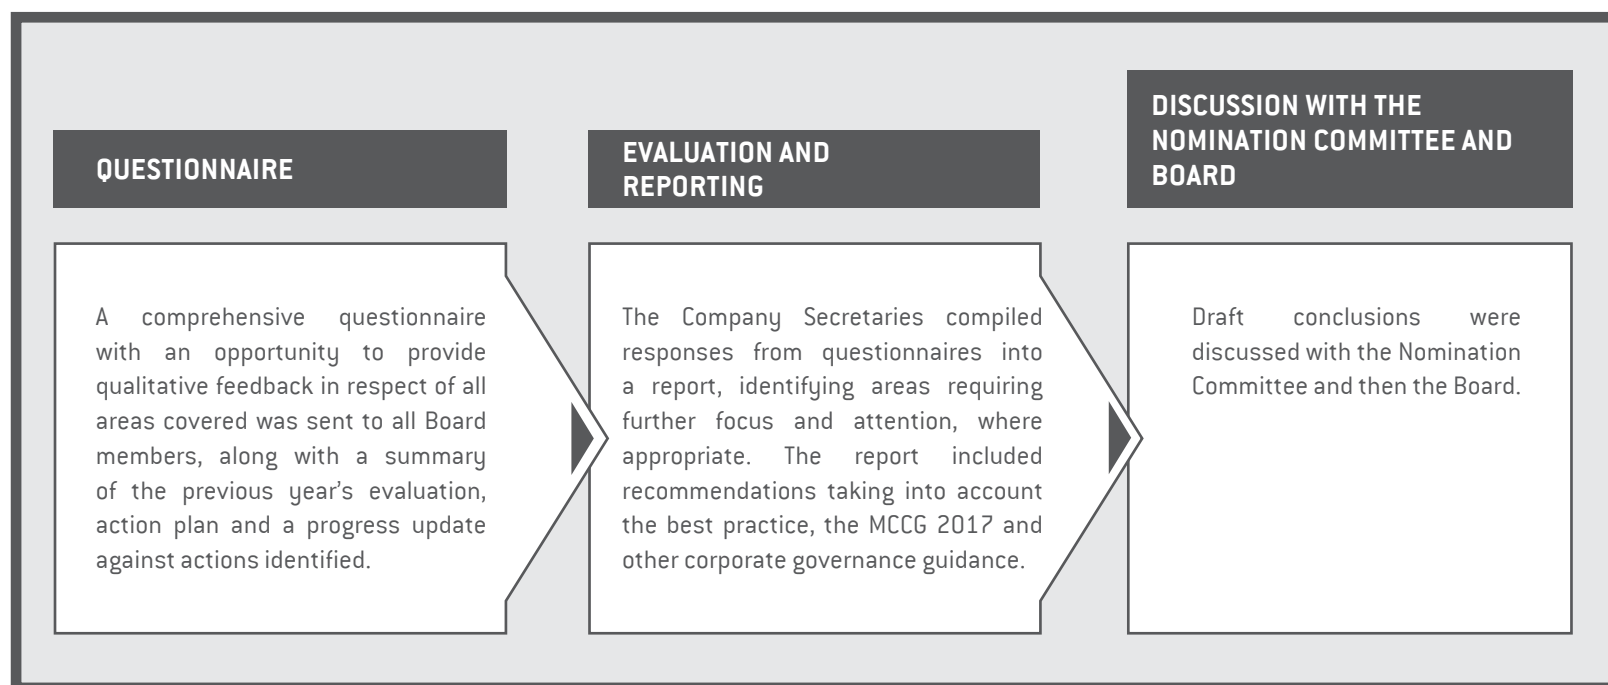 QUESTIONNAIRE
A comprehensive questionnaire
with an opportunity to provide
qualitative feedback in respect of all
areas covered was sent to all Board
members, along with a summary
of the previous year's evaluation,
action plan and a progress update
against actions identified.
EVALUATION AND
REPORTING
The Company Secretaries compiled
responses from questionnaires into
a report, identifying areas requiring
further focus and attention, where
appropriate. The report included
recommendations taking into account
the best practice, the MCCG 2017 and
other corporate governance guidance.
DISCUSSION WITH THE
NOMINATION COMMITTEE AND
BOARD
Draft conclusions were
discussed with the Nomination
Committee and then the Board.